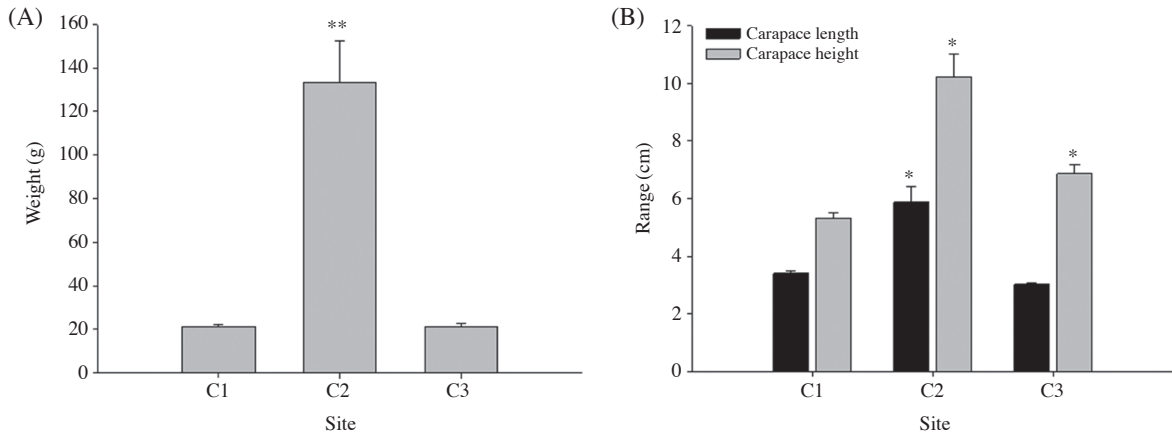 (A)
160
140
120
100
80
60
40
20
0
Weight (g)
**
C1 C2 C3
Site
(B)
12
10
8
6
4
2
0
Range (cm)
Carapace length
Carapace height
*
*
*
C1 C2 C3
Site